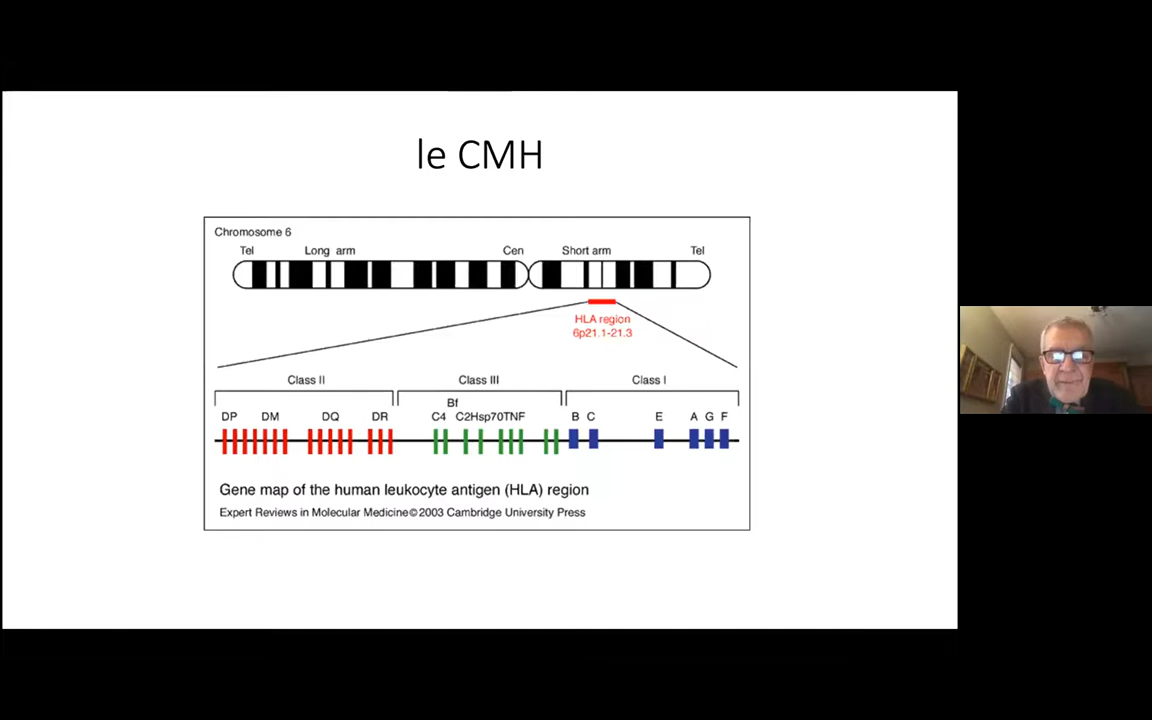 le CMH
Chromosome 6
Tel Long arm Cen Short arm Tel
HLA region
6p21.1-21.3
Class II Class III Class I
Bf
DP DM DQ DR C4 C2Hsp70TNF B C E A G F
Gene map of the human leukocyte antigen (HLA) region
Expert Reviews in Molecular Medicine©2003 Cambridge University Press